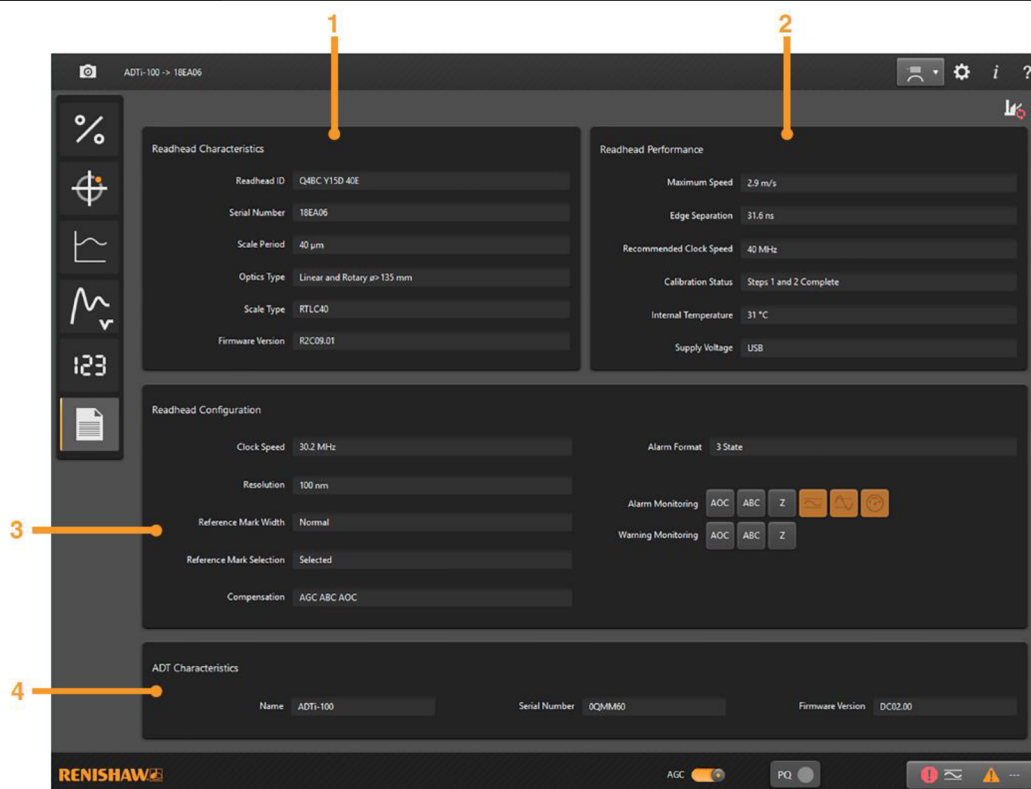 1
2
ADTi-100 -> 18EA06
i
?
%
Readhead Characteristics
Readhead ID Q4BC Y15D 40E
Serial Number 18EA06
Scale Period 40 µm
Optics Type Linear and Rotary ø>135 mm
Scale Type RTLC40
Firmware Version R2C09.01
Readhead Performance
Maximum Speed 2.9 m/s
Edge Separation 31.6 ns
Recommended Clock Speed 40 MHz
Calibration Status Steps 1 and 2 Complete
Internal Temperature 31 °C
Supply Voltage USB
123
Readhead Configuration
Clock Speed 30.2 MHz
Resolution 100 nm
3
Reference Mark Width Normal
Reference Mark Selection Selected
Compensation AGC ABC AOC
Alarm Format 3 State
Alarm Monitoring AOC ABC Z
Warning Monitoring AOC ABC Z
ADT Characteristics
4
Name ADTi-100 Serial Number 0QMM60 Firmware Version DC02.00
RENISHAW AGC PQ ...